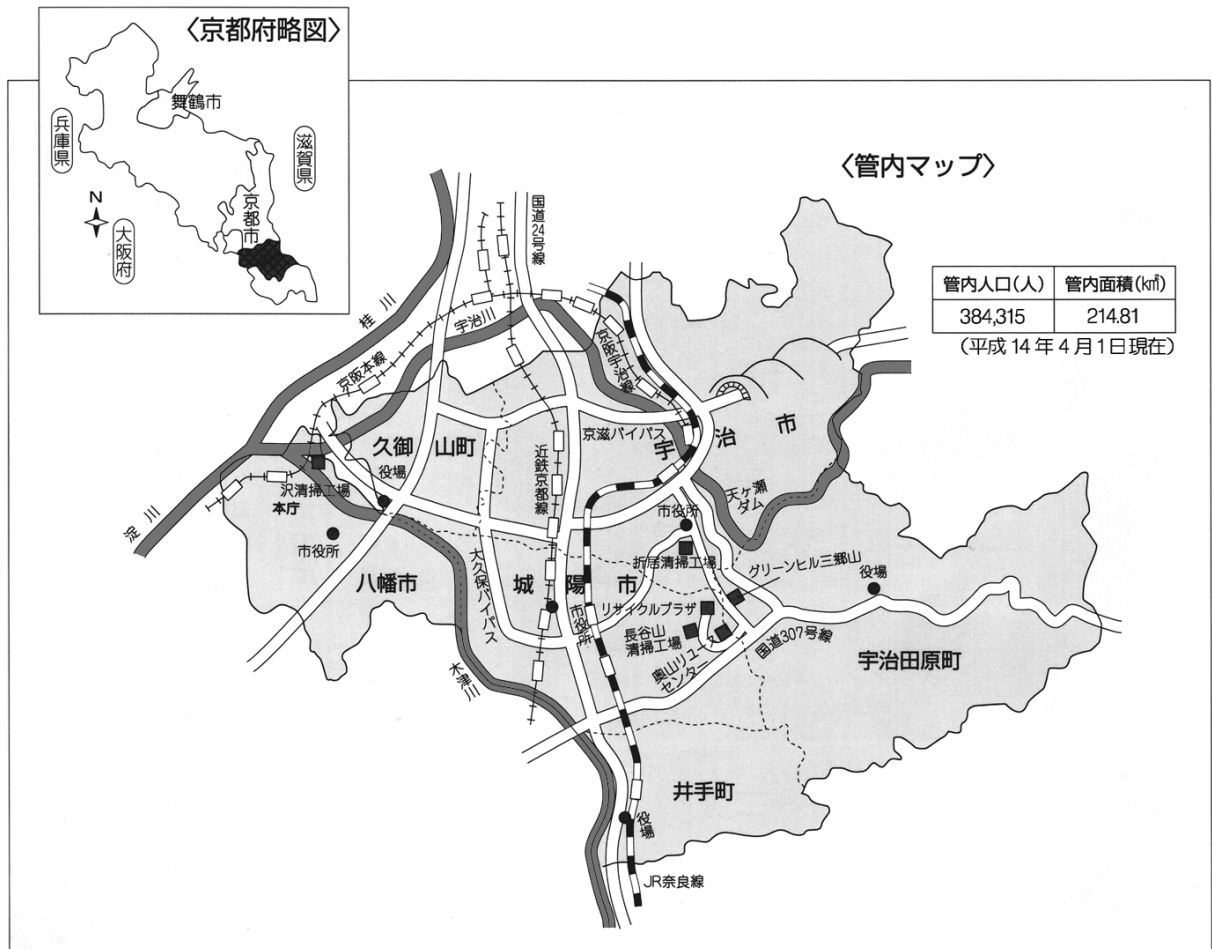 〈京都府略図〉
舞鶴市
兵庫県
滋賀県
N
京都市
大阪府
〈管内マップ〉
国道24号線
管内人口(人) 管内面積(㎢)
384,315 214.81
(平成14年4月1日現在)
桂川
宇治川
京阪本線
京阪宇治線
久御山町
京滋バイパス
宇治市
役場
近鉄京都線
沢清掃工場
本庁
天ヶ瀬
ダム
淀川
市役所
市役所
折居清掃工場
グリーンヒル三郷山
役場
八幡市
大久保バイパス
城陽市
市役所
リサイクルプラザ
長谷山
清掃工場
奥山リユース
センター
国道307号線
宇治田原町
木津川
井手町
役場
JR奈良線